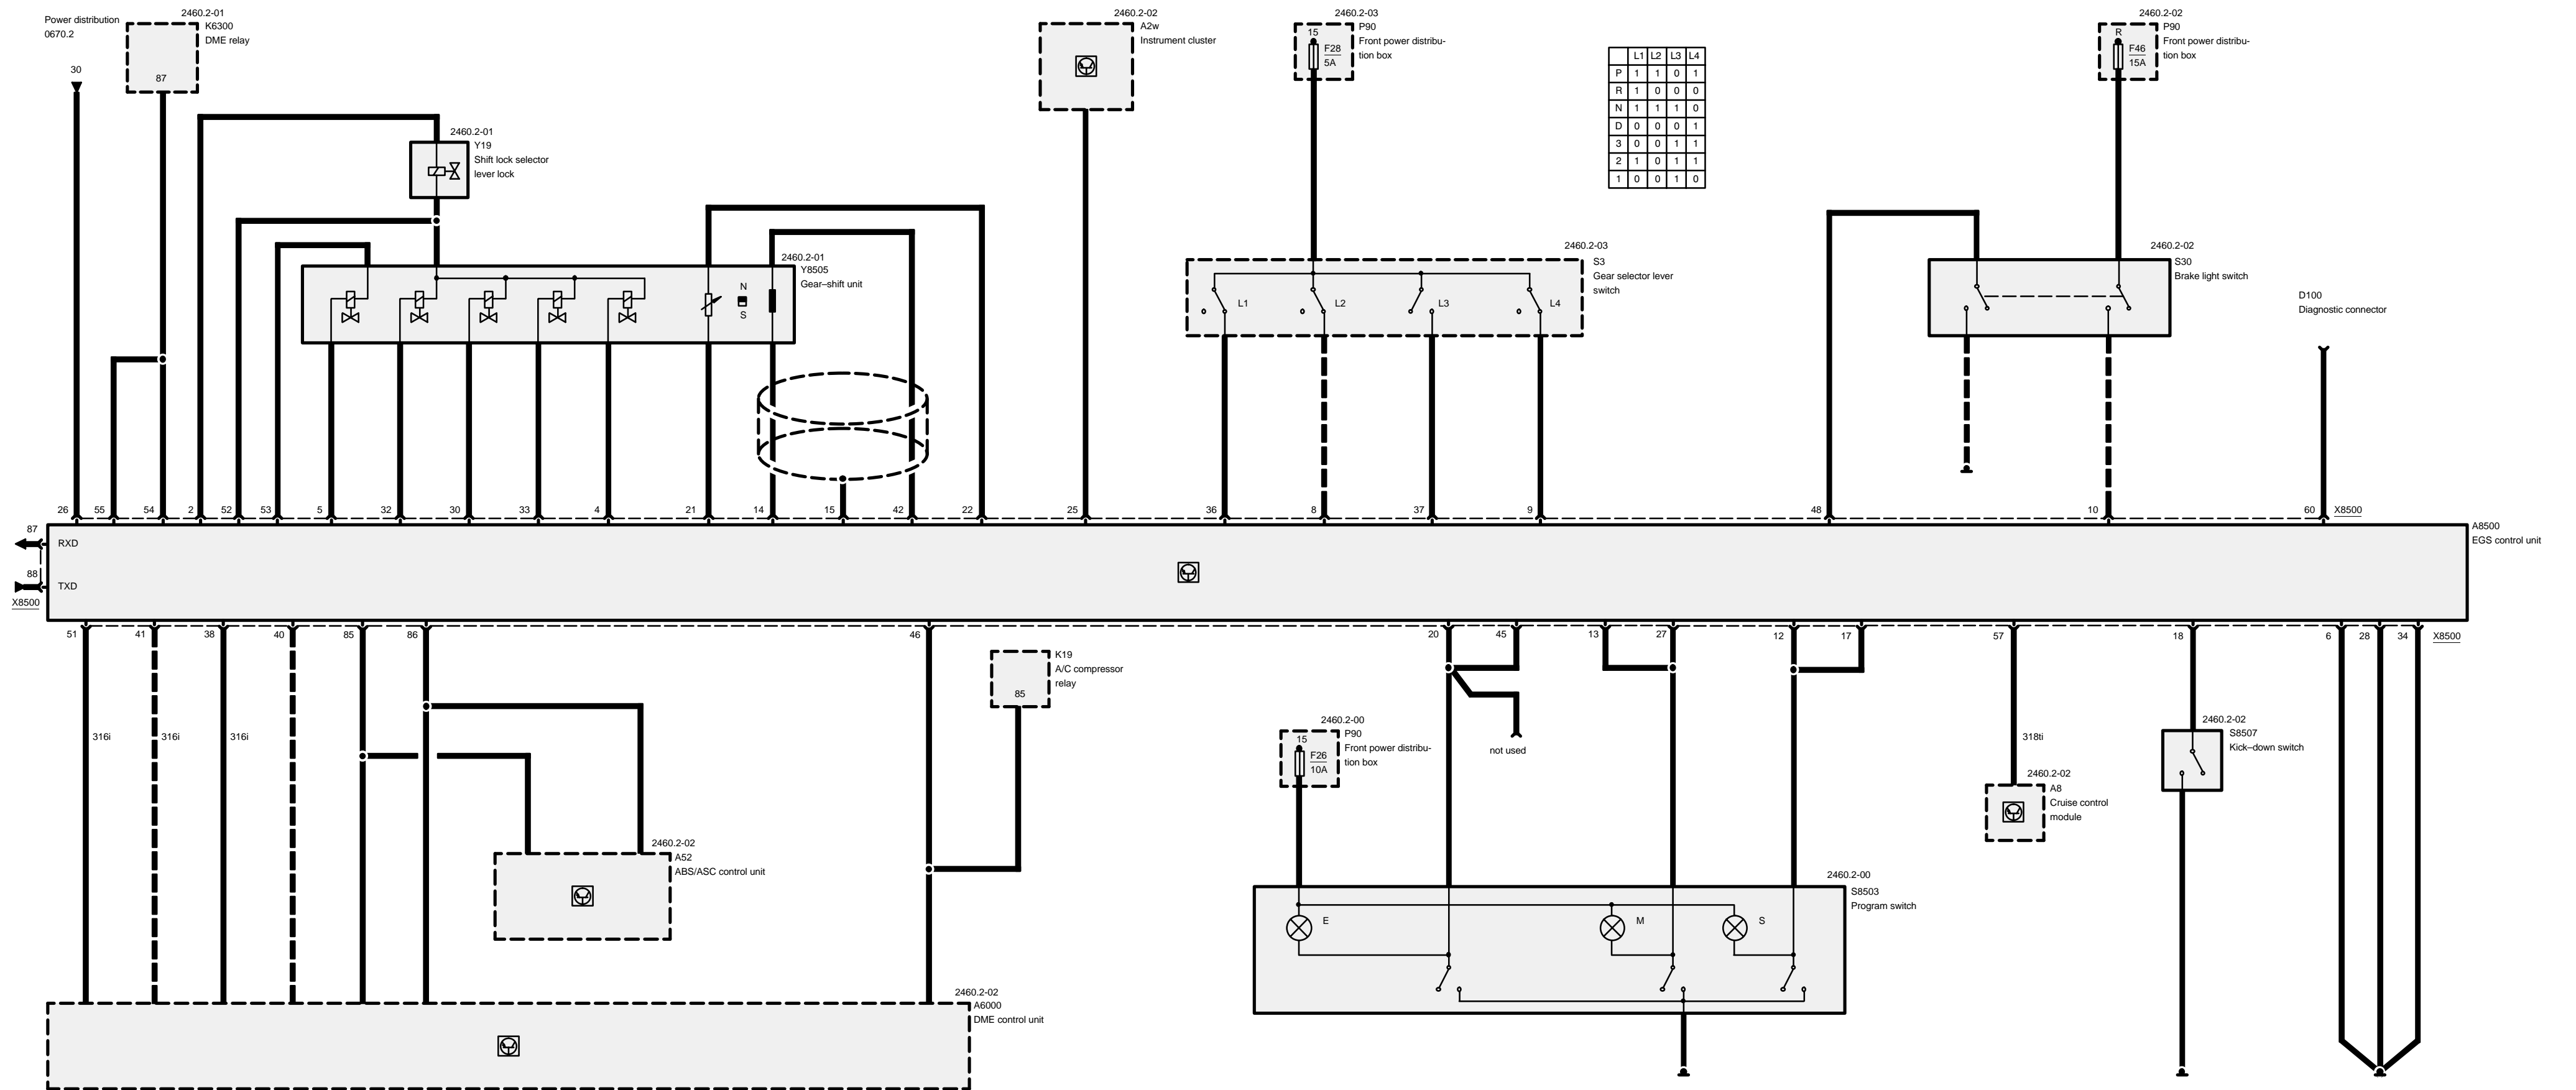 Power distribution
0670.2
30
2460.2-01
K6300
DME relay
87
2460.2-01
Y19
Shift lock selector
lever lock
2460.2-01
Y8505
Gear–shift unit
N
S
2460.2-02
A2w
Instrument cluster
2460.2-03
P90
Front power distribu-
tion box
15
F28
5A
L1 L2 L3 L4
P 1 1 0 1
R 1 0 0 0
N 1 1 1 0
D 0 0 0 1
3 0 0 1 1
2 1 0 1 1
1 0 0 1 0
2460.2-02
P90
Front power distribu-
tion box
R
F46
15A
2460.2-03
S3
Gear selector lever
switch
L1 L2 L3 L4
2460.2-02
S30
Brake light switch
D100
Diagnostic connector
26 55 54 2 52 53 5 32 30 33 4 21 14 15 42 22 25 36 8 37 9 48 10 60 X8500
87
RXD
88
TXD
X8500
A8500
EGS control unit
51 41 38 40 85 86 46 20 45 13 27 12 17 57 18 6 28 34 X8500
316i 316i 316i
K19
A/C compressor
relay
85
2460.2-00
P90
Front power distribu-
tion box
15
F26
10A
not used
318ti
2460.2-02
A8
Cruise control
module
2460.2-02
S8507
Kick–down switch
2460.2-02
A52
ABS/ASC control unit
2460.2-00
S8503
Program switch
E M S
2460.2-02
A6000
DME control unit